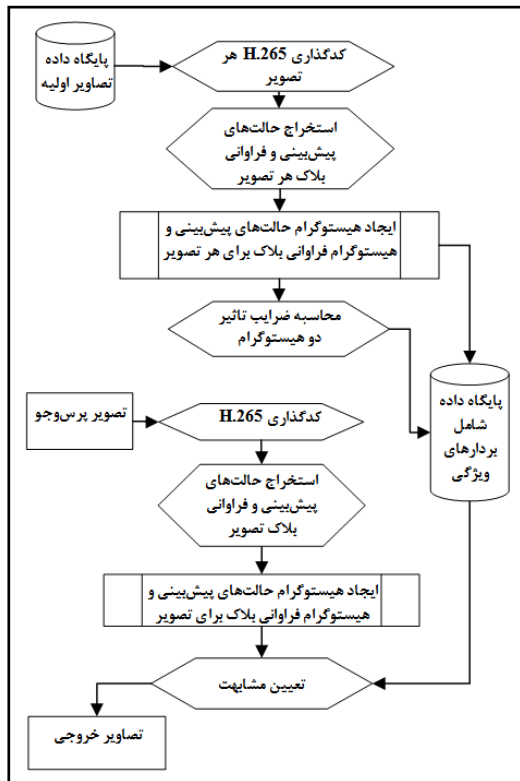 پایگاه داده
تصاویر اولیه
کدگذاری H.265 هر
تصویر
استخراج حالت‌های
پیش‌بینی و فراوانی
بلاک هر تصویر
ایجاد هیستوگرام حالت‌های پیش‌بینی و
هیستوگرام فراوانی بلاک برای هر تصویر
محاسبه ضرایب تاثیر
دو هیستوگرام
پایگاه داده
شامل
بردارهای
ویژگی
تصویر پرس‌وجو
کدگذاری H.265
استخراج حالت‌های
پیش‌بینی و فراوانی
بلاک تصویر
ایجاد هیستوگرام حالت‌های پیش‌بینی و
هیستوگرام فراوانی بلاک برای تصویر
تعیین مشابهت
تصاویر خروجی